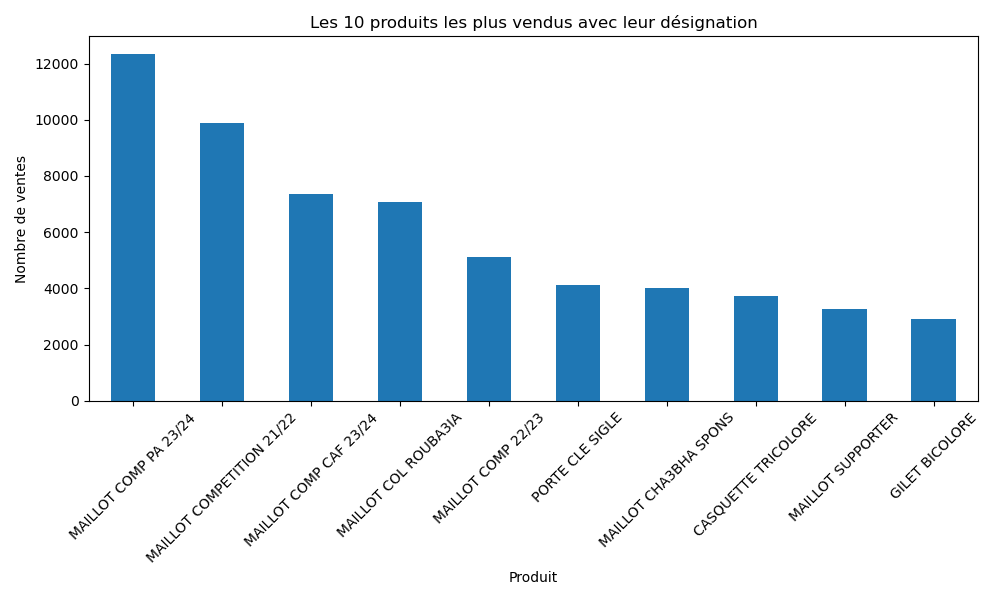 Les 10 produits les plus vendus avec leur désignation
Nombre de ventes
12000
10000
8000
6000
4000
2000
0
MAILLOT COMP PA 23/24
MAILLOT COMPETITION 21/22
MAILLOT COMP CAF 23/24
MAILLOT COL ROUBA3IA
MAILLOT COMP 22/23
PORTE CLE SIGLE
MAILLOT CHA3BHA SPONS
CASQUETTE TRICOLORE
MAILLOT SUPPORTER
GILET BICOLORE
Produit